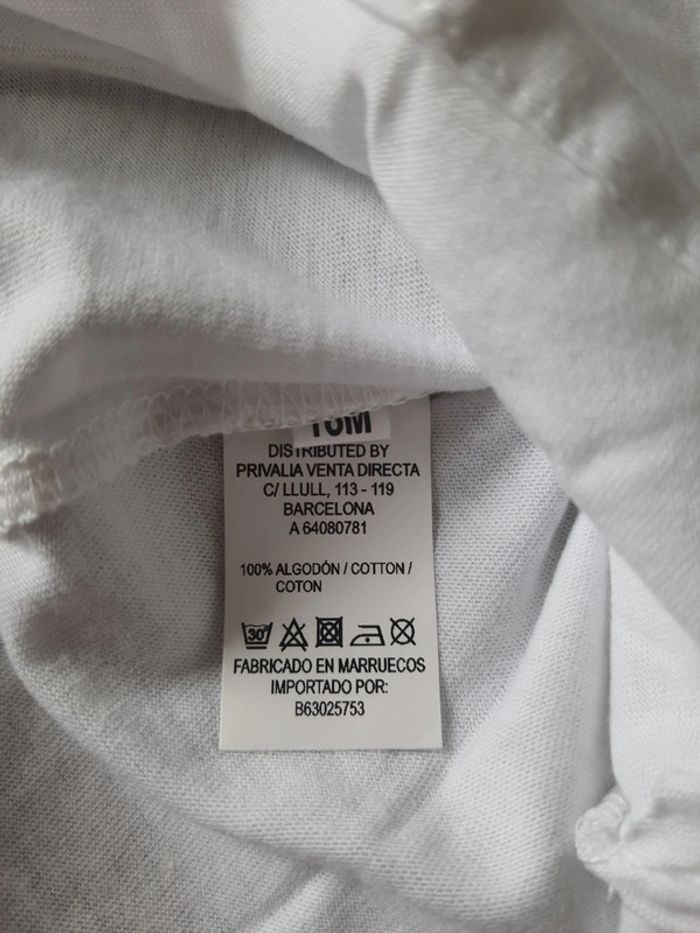 DISTRIBUTED BY
PRIVALIA VENTA DIRECTA
C/ LLULL, 113 - 119
BARCELONA
A 64080781
100% ALGODÓN / COTTON /
COTON
30°
FABRICADO EN MARRUECOS
IMPORTADO POR:
B63025753